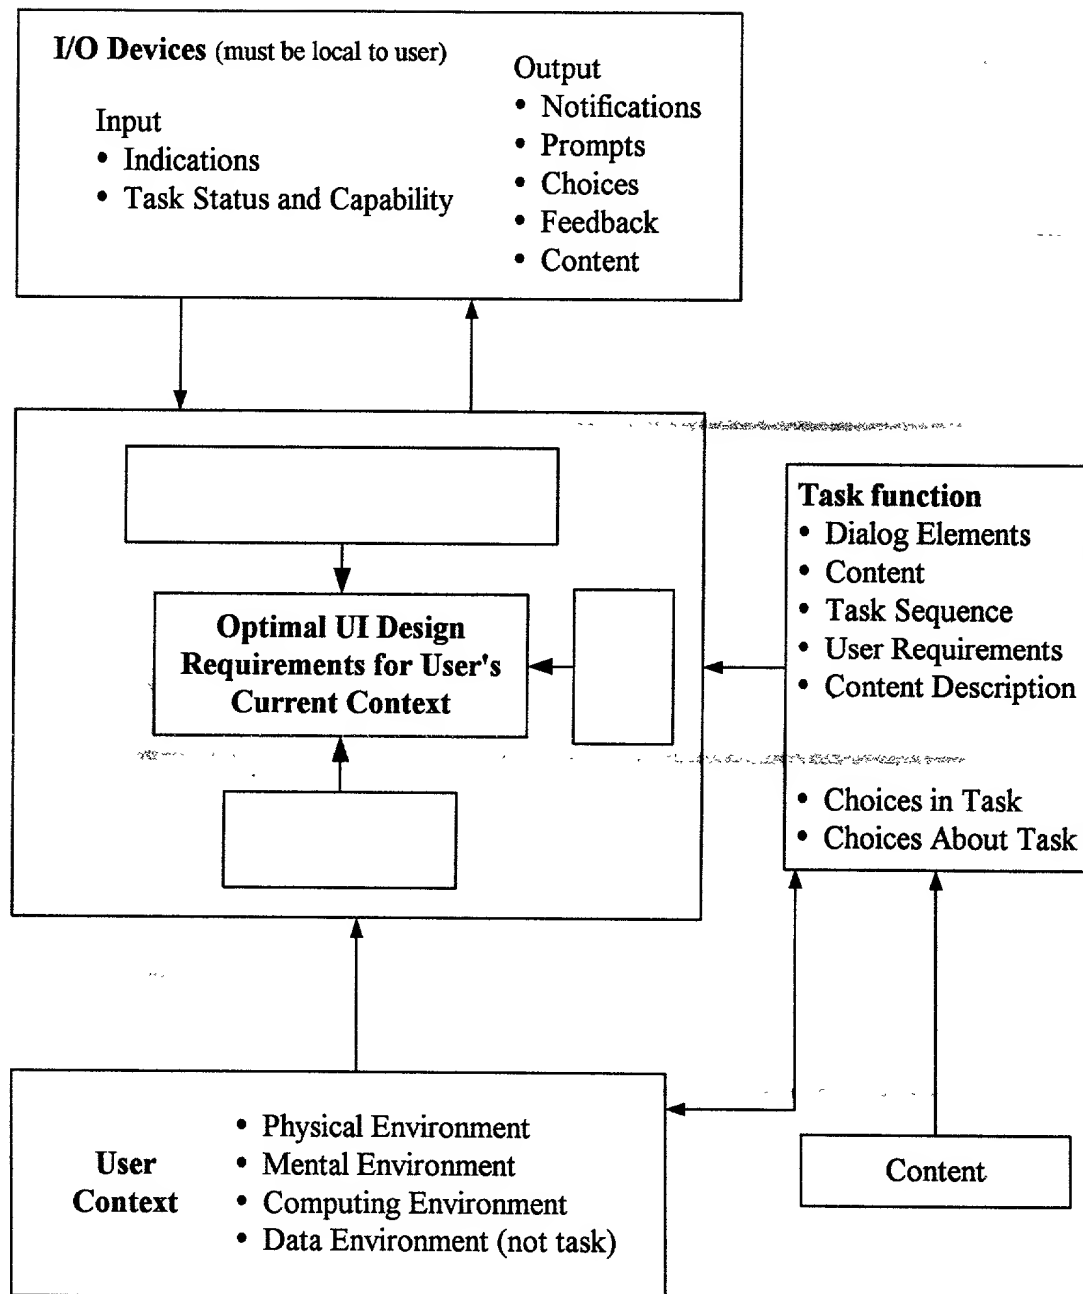 I/O Devices (must be local to user)
Input
• Indications
• Task Status and Capability
Output
• Notifications
• Prompts
• Choices
• Feedback
• Content
Optimal UI Design
Requirements for User's
Current Context
Task function
• Dialog Elements
• Content
• Task Sequence
• User Requirements
• Content Description
• Choices in Task
• Choices About Task
User
Context
• Physical Environment
• Mental Environment
• Computing Environment
• Data Environment (not task)
Content